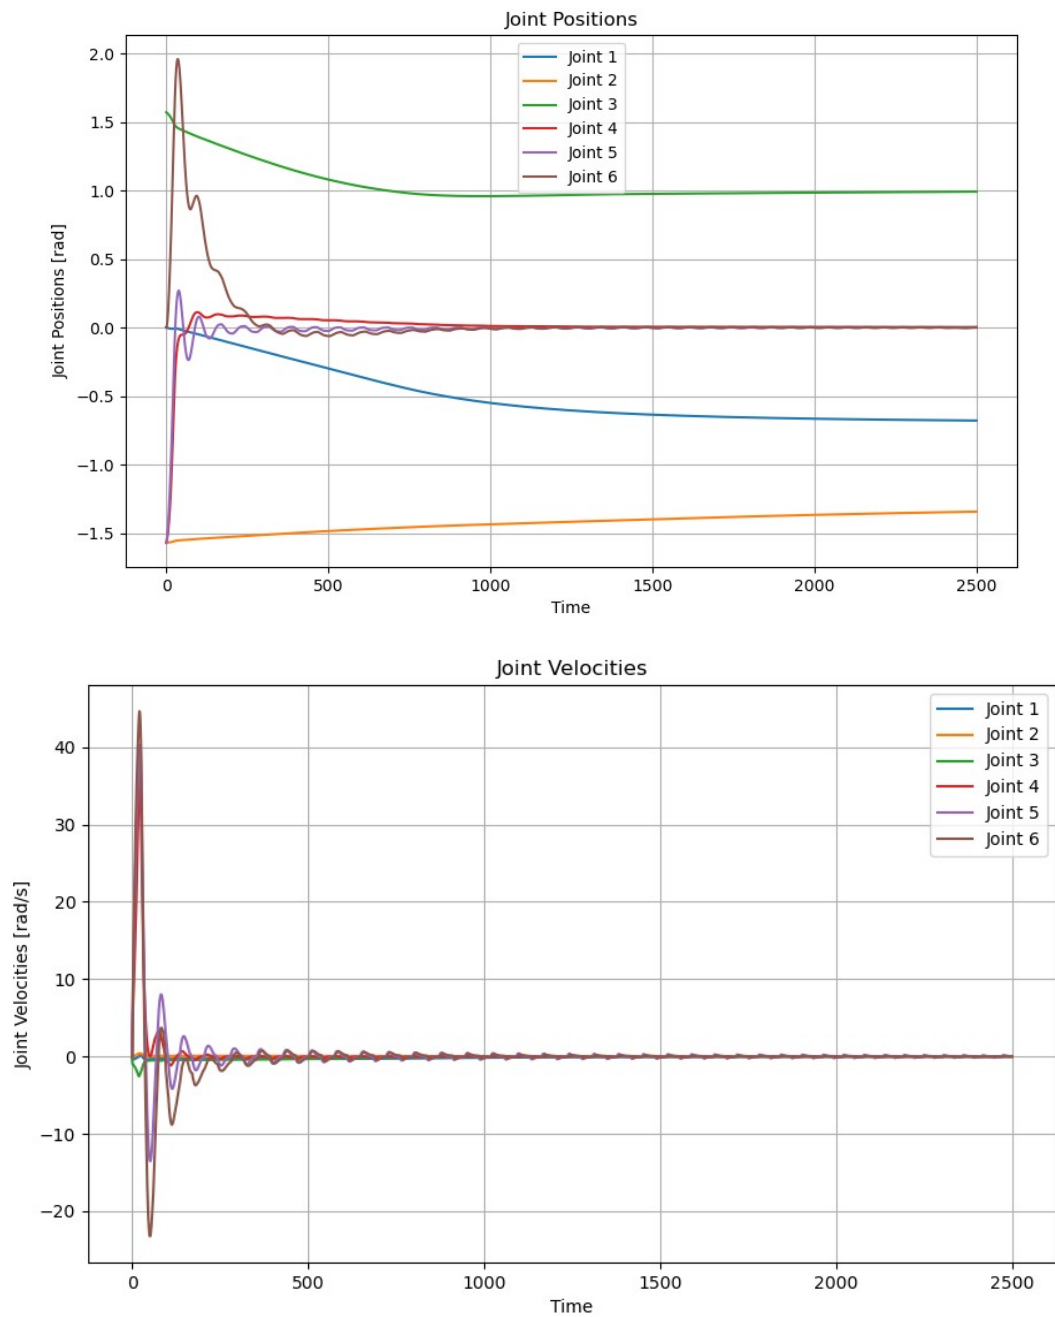 Joint Positions
Joint Positions [rad]
2.0
1.5
1.0
0.5
0.0
−0.5
−1.0
−1.5
Joint 1
Joint 2
Joint 3
Joint 4
Joint 5
Joint 6
0 500 1000 1500 2000 2500
Time
Joint Velocities
Joint Velocities [rad/s]
40
30
20
10
0
−10
−20
Joint 1
Joint 2
Joint 3
Joint 4
Joint 5
Joint 6
0 500 1000 1500 2000 2500
Time